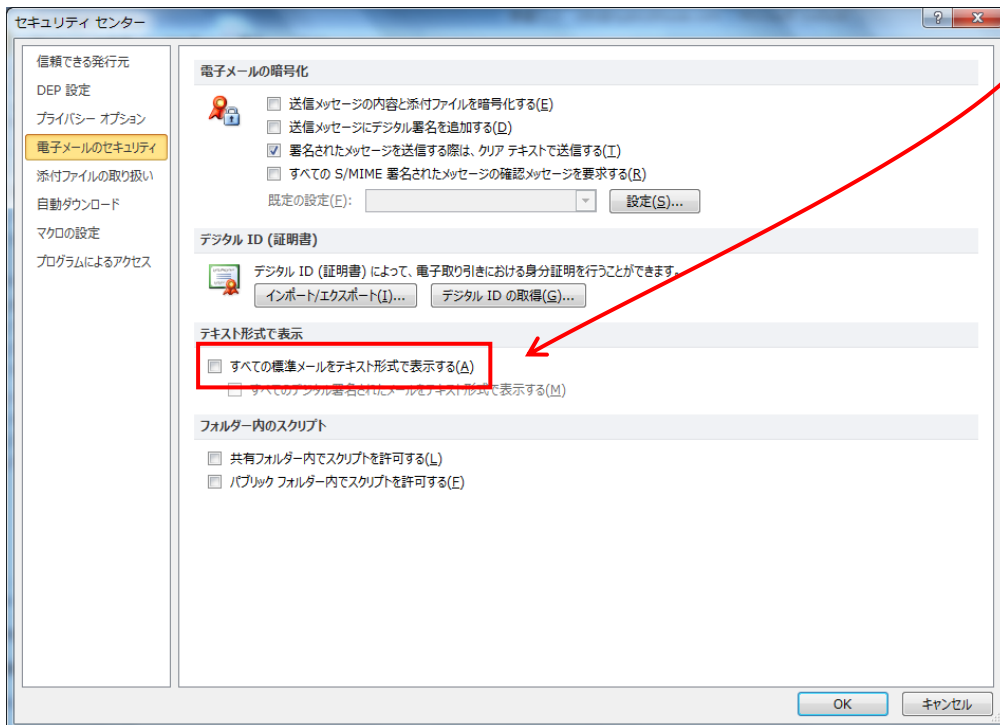 セキュリティ センター
信頼できる発行元
DEP 設定
プライバシー オプション
電子メールのセキュリティ
添付ファイルの取り扱い
自動ダウンロード
マクロの設定
プログラムによるアクセス
電子メールの暗号化
送信メッセージの内容と添付ファイルを暗号化する(E)
送信メッセージにデジタル署名を追加する(D)
署名されたメッセージを送信する際は、クリア テキストで送信する(T)
すべての S/MIME 署名されたメッセージの確認メッセージを要求する(R)
既定の設定(F):
設定(S)...
デジタル ID (証明書)
デジタル ID (証明書) によって、電子取り引きにおける身分証明を行うことができます。
インポート/エクスポート(I)...
デジタル ID の取得(G)...
テキスト形式で表示
すべての標準メールをテキスト形式で表示する(A)
すべてのデジタル署名されたメールをテキスト形式で表示する(M)
フォルダー内のスクリプト
共有フォルダー内でスクリプトを許可する(L)
パブリック フォルダー内でスクリプトを許可する(F)
OK
キャンセル